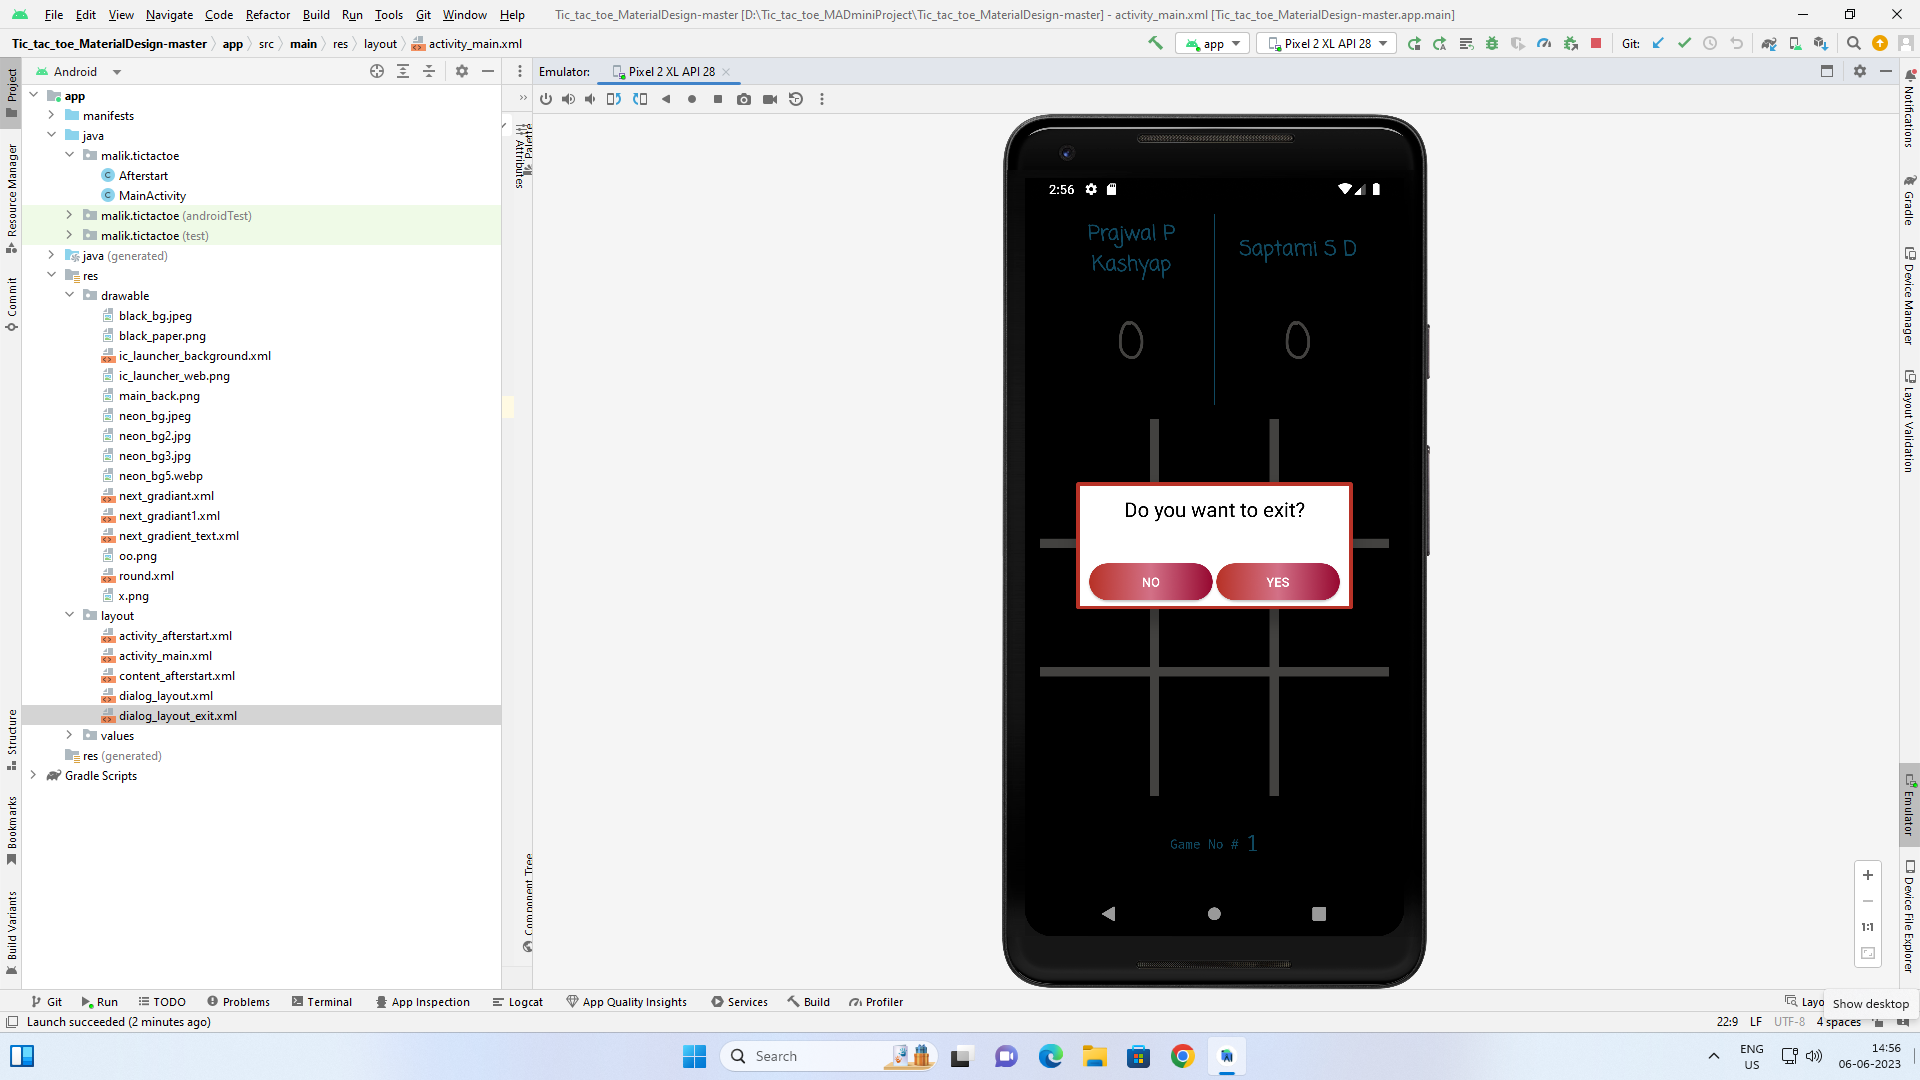 File Edit View Navigate Code Refactor Build Run Tools Git Window Help Tic_tac_toe_MaterialDesign-master [D:\Tic_tac_toe_MADminiProject\Tic_tac_toe_MaterialDesign-master] - activity_main.xml [Tic_tac_toe_MaterialDesign-master.app.main]
Tic_tac_toe_MaterialDesign-master app src main res layout activity_main.xml app Pixel 2 XL API 28 Git:
Project
Resource Manager
Commit
Structure
Bookmarks
Build Variants
Android
app
manifests
java
malik.tictactoe
Afterstart
MainActivity
malik.tictactoe (androidTest)
malik.tictactoe (test)
java (generated)
res
drawable
black_bg.jpeg
black_paper.png
ic_launcher_background.xml
ic_launcher_web.png
main_back.png
neon_bg.jpeg
neon_bg2.jpg
neon_bg3.jpg
neon_bg5.webp
next_gradiant.xml
next_gradiant1.xml
next_gradient_text.xml
oo.png
round.xml
x.png
layout
activity_afterstart.xml
activity_main.xml
content_afterstart.xml
dialog_layout.xml
dialog_layout_exit.xml
values
res (generated)
Gradle Scripts
Palette
Attributes
Component Tree
Emulator: Pixel 2 XL API 28
2:56
Prajwal P
Kashyap
Saptami S D
0 0
Do you want to exit?
NO YES
Game No # 1
1:1
Notifications
Gradle
Device Manager
Layout Validation
Emulator
Device File Explorer
Git Run TODO Problems Terminal App Inspection Logcat App Quality Insights Services Build Profiler Layo
Show desktop
Launch succeeded (2 minutes ago) 22:9 LF UTF-8 4 spaces
Search
ENG
US
14:56
06-06-2023